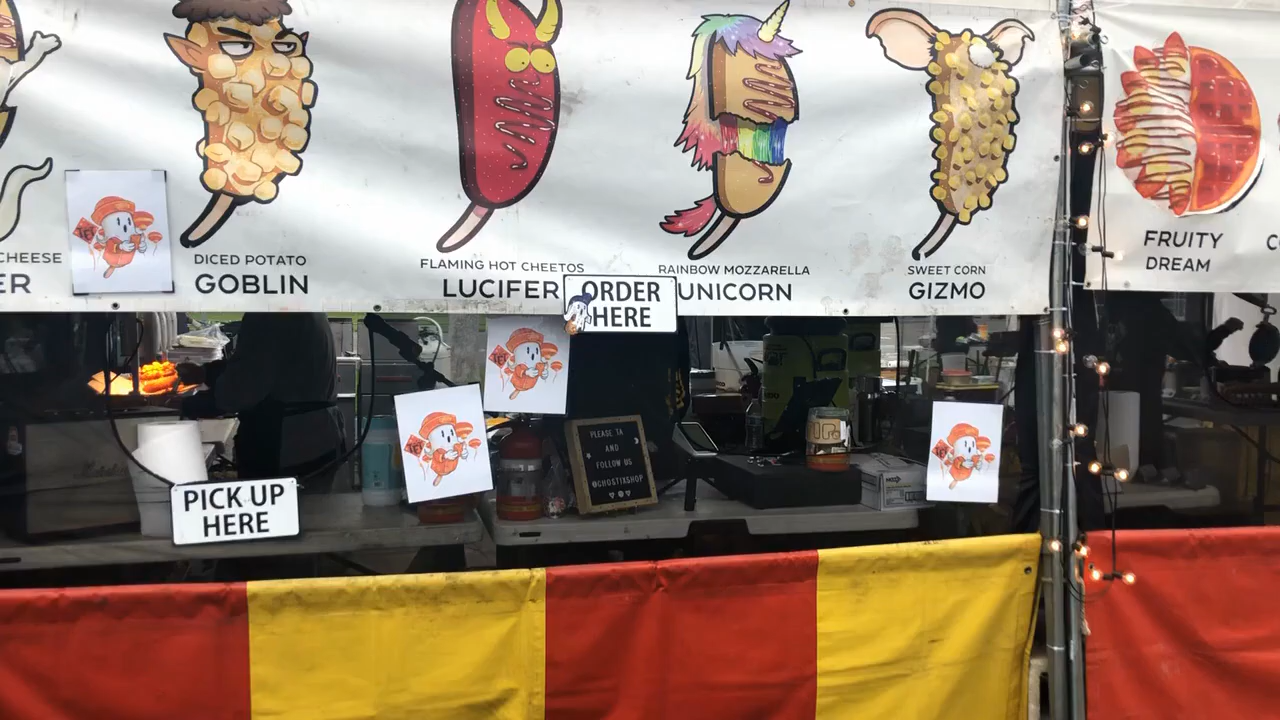 CHEESE
ER
DICED POTATO
GOBLIN
FLAMING HOT CHEETOS
LUCIFER
RAINBOW MOZZARELLA
UNICORN
SWEET CORN
GIZMO
FRUITY
DREAM
C
ORDER
HERE
PICK UP
HERE
PLEASE TA
AND
FOLLOW US
@GHOSTIXSHOP